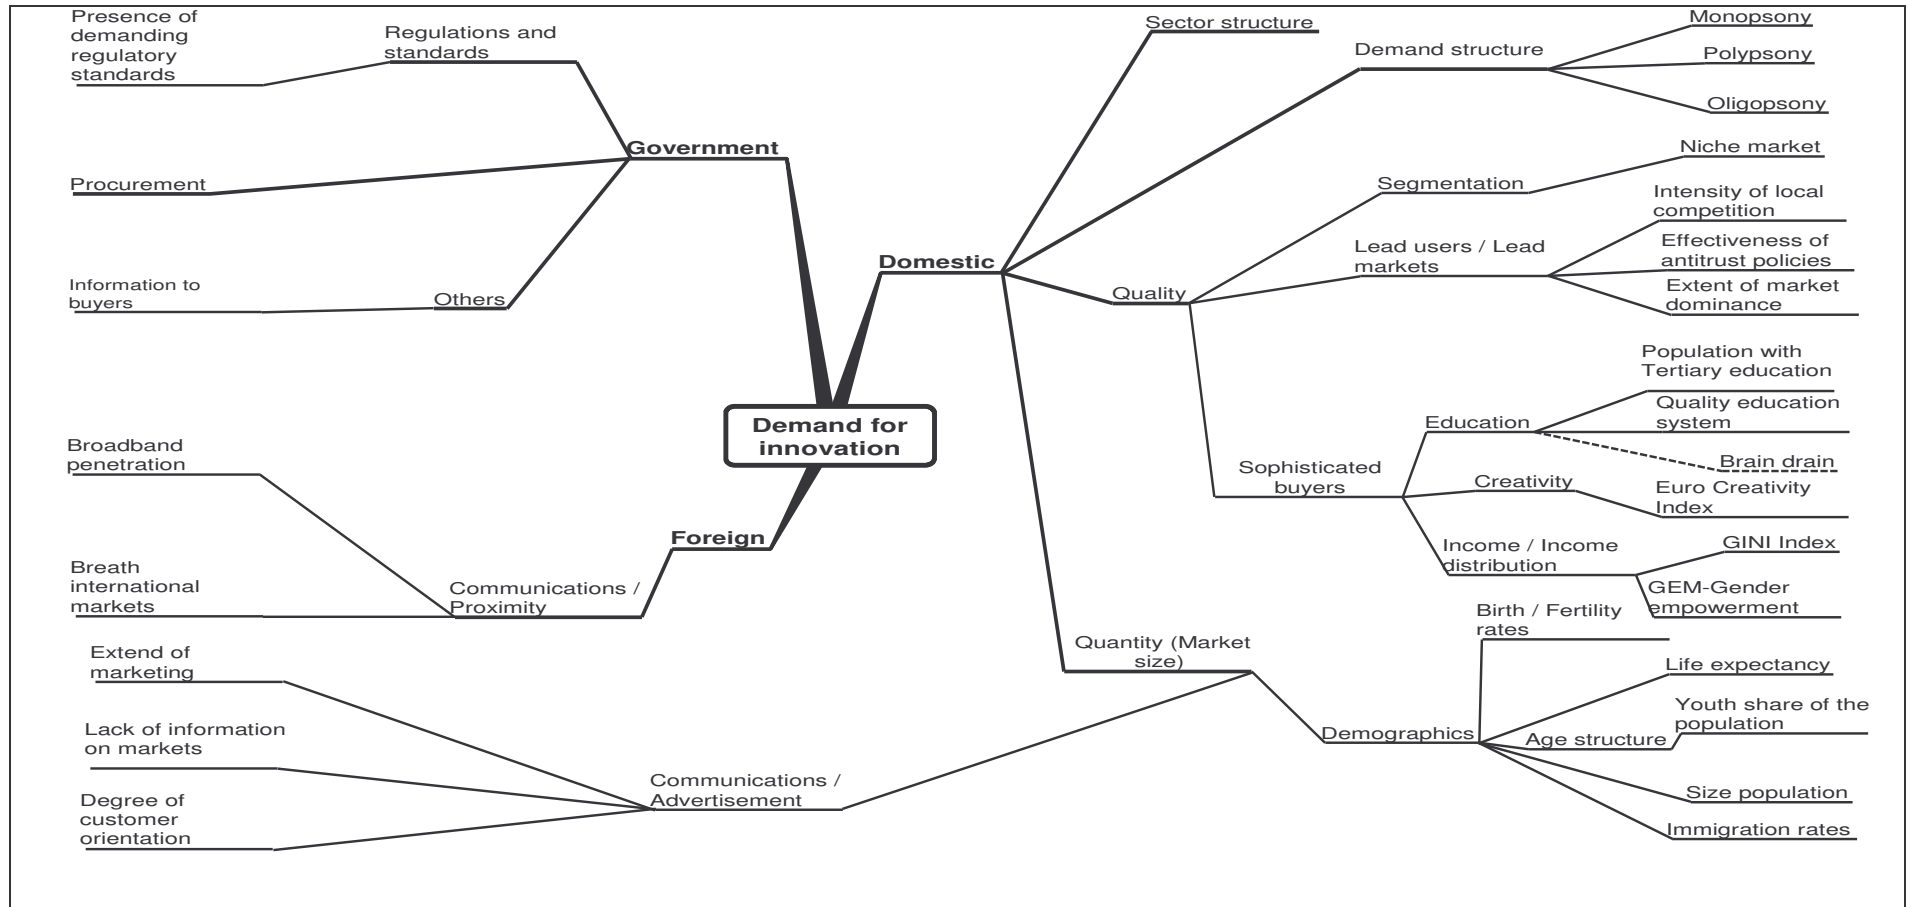 Presence of
demanding
regulatory
standards
Regulations and
standards
Government
Procurement
Information to
buyers
Others
Demand for
innovation
Broadband
penetration
Foreign
Breath
international
markets
Communications /
Proximity
Extend of
marketing
Lack of information
on markets
Degree of
customer
orientation
Communications /
Advertisement
Domestic
Sector structure
Demand structure
Monopsony
Polypsony
Oligopsony
Quality
Segmentation
Niche market
Lead users / Lead
markets
Intensity of local
competition
Effectiveness of
antitrust policies
Extent of market
dominance
Sophisticated
buyers
Education
Population with
Tertiary education
Quality education
system
Brain drain
Creativity
Euro Creativity
Index
Income / Income
distribution
GINI Index
GEM-Gender
empowerment
Quantity (Market
size)
Demographics
Birth / Fertility
rates
Life expectancy
Age structure
Youth share of the
population
Size population
Immigration rates